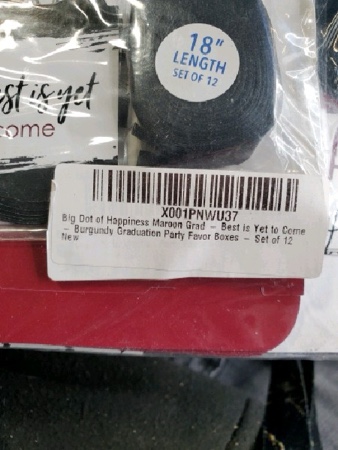 18"
LENGTH
SET OF 12
est is yet
come
X001PNWU37
Big Dot of Happiness Maroon Grad – Best is Yet to Come
– Burgundy Graduation Party Favor Boxes – Set of 12
New